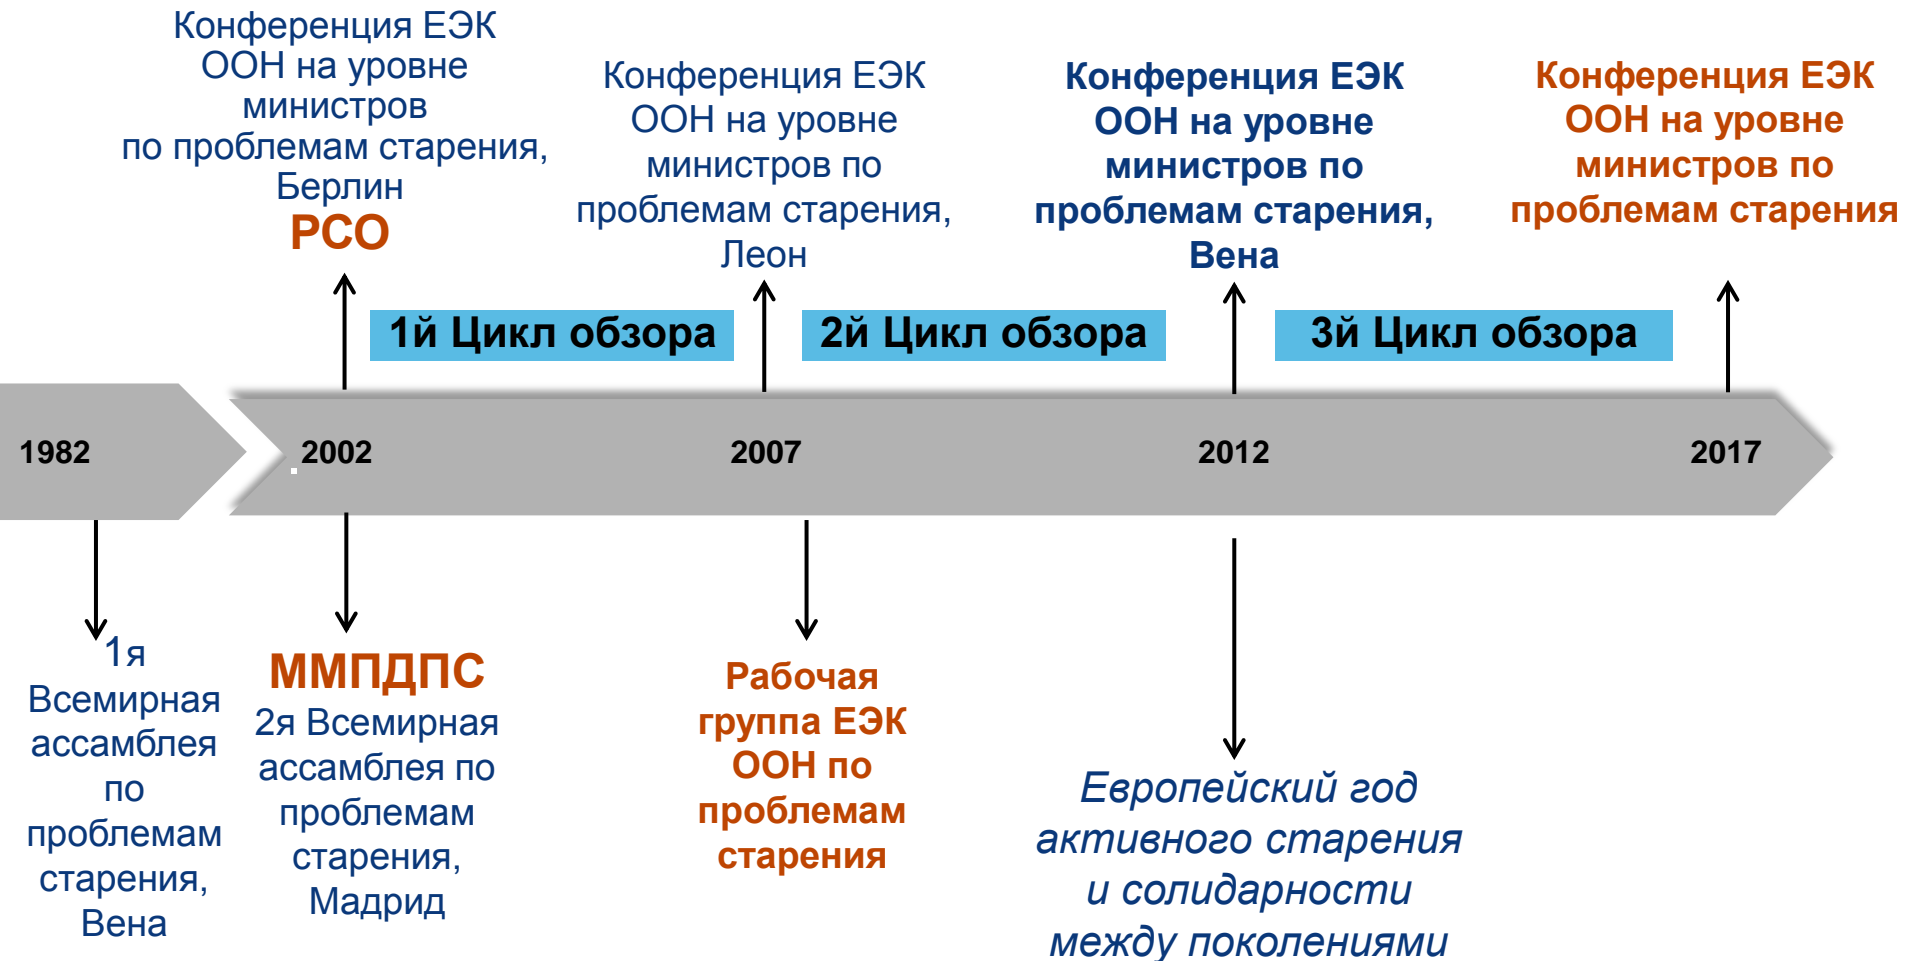 Конференция ЕЭК
ООН на уровне
министров
по проблемам старения,
Берлин
РСО
Конференция ЕЭК
ООН на уровне
министров по
проблемам старения,
Леон
Конференция ЕЭК
ООН на уровне
министров по
проблемам старения,
Вена
Конференция ЕЭК
ООН на уровне
министров по
проблемам старения
1й Цикл обзора
2й Цикл обзора
3й Цикл обзора
1982
2002
2007
2012
2017
1я
Всемирная
ассамблея
по
проблемам
старения,
Вена
ММПДПС
2я Всемирная
ассамблея по
проблемам
старения,
Мадрид
Рабочая
группа ЕЭК
ООН по
проблемам
старения
Европейский год
активного старения
и солидарности
между поколениями